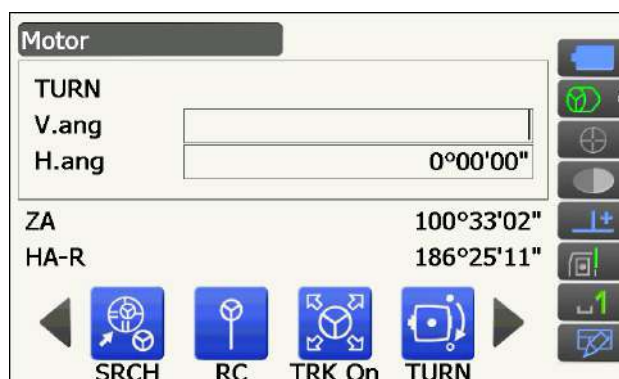 Motor
TURN
V.ang
H.ang 0°00'00"
ZA 100°33'02"
HA-R 186°25'11"
SRCH RC TRK On TURN
1